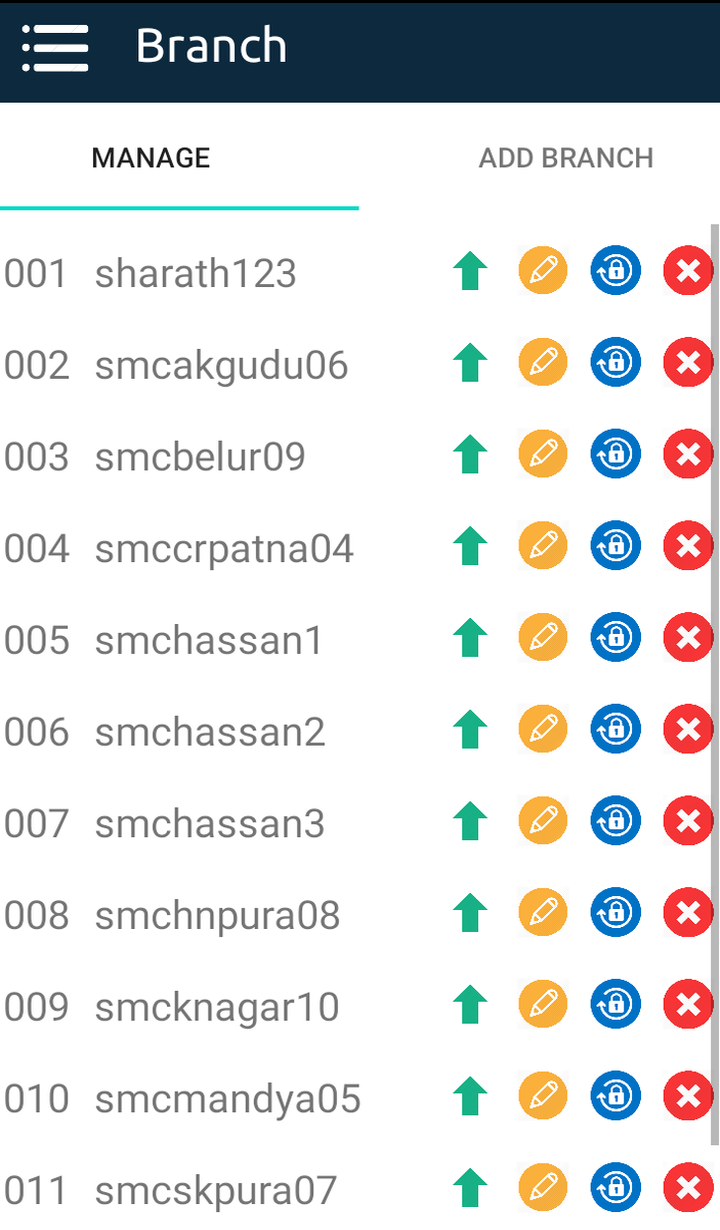 Branch
MANAGE ADD BRANCH
001 sharath123
002 smcakgudu06
003 smcbelur09
004 smccrpatna04
005 smchassan1
006 smchassan2
007 smchassan3
008 smchnpura08
009 smcknagar10
010 smcmandya05
011 smcskpura07